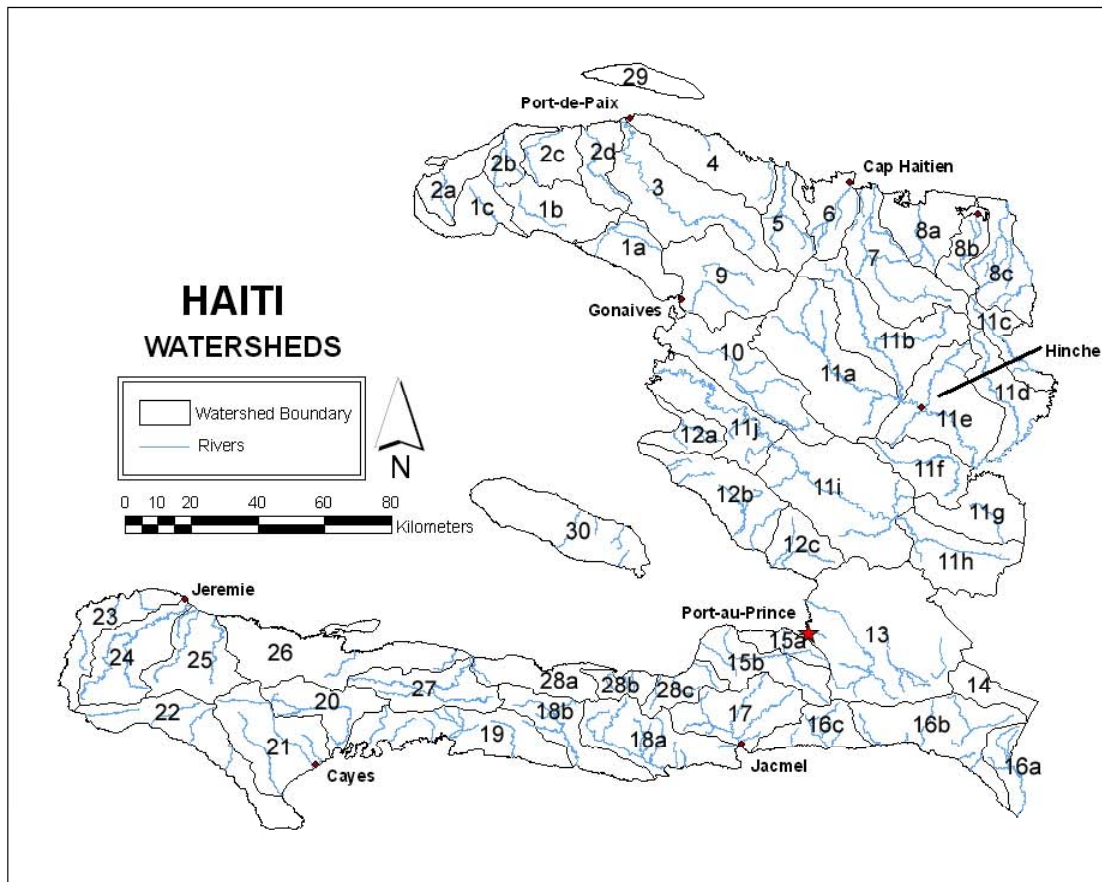 29
Port-de-Paix
2c
2d
2b
4
Cap Haitien
2a
3
1c
1b
6
5
8a
8b
7
1a
8c
9
HAITI
WATERSHEDS
Gonaives
11c
11b
Hinche
10
11a
11d
Watershed Boundary
Rivers
N
11e
12a
11j
11f
11i
12b
11g
0 10 20 40 60 80
Kilometers
30
12c
11h
Jeremie
23
Port-au-Prince
13
15a
24
25
26
15b
28a
14
27
28b
28c
20
22
18b
17
16c
16b
19
21
18a
Jacmel
16a
Cayes